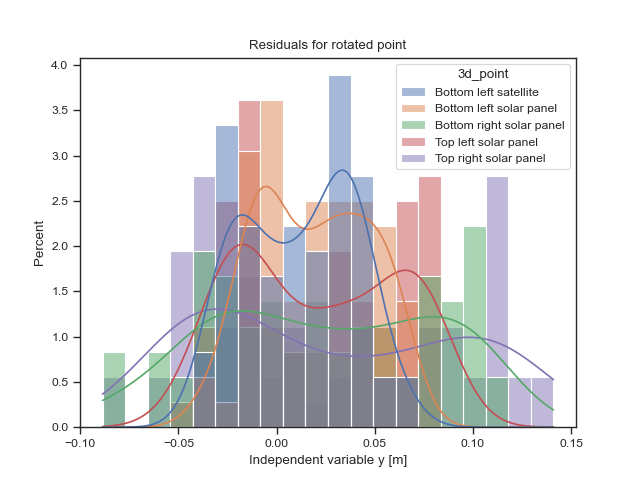 Residuals for rotated point
4.0
3.5
3.0
2.5
2.0
1.5
1.0
0.5
0.0
Percent
3d_point
Bottom left satellite
Bottom left solar panel
Bottom right solar panel
Top left solar panel
Top right solar panel
−0.10 −0.05 0.00 0.05 0.10 0.15
Independent variable y [m]